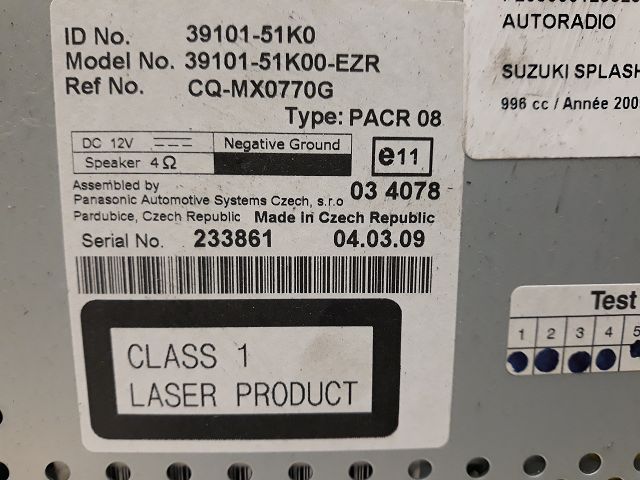 ID No. 39101-51K0
Model No. 39101-51K00-EZR
Ref No. CQ-MX0770G
Type: PACR 08
DC 12V Negative Ground
Speaker 4Ω
e11
03 4078
Assembled by
Panasonic Automotive Systems Czech, s.r.o
Pardubice, Czech Republic Made in Czech Republic
Serial No. 233861 04.03.09
CLASS 1
LASER PRODUCT
AUTORADIO
SUZUKI SPLASH
996 cc / Année 200
Test
1 2 3 4 5